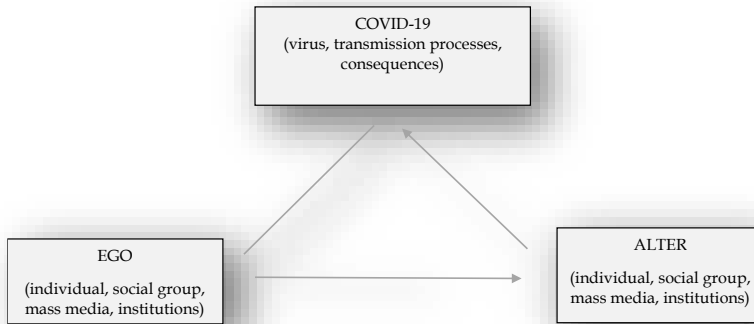 COVID-19
(virus, transmission processes,
consequences)
EGO
(individual, social group,
mass media, institutions)
ALTER
(individual, social group,
mass media, institutions)